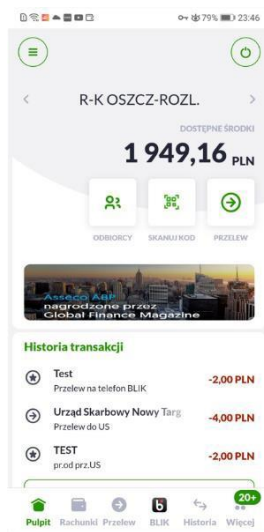 79% 23:46
R-K OSZCZ-ROZL.
DOSTĘPNE ŚRODKI
1 949,16 PLN
ODBIORCY SKANUJ KOD PRZELEW
Asseco ABP
nagrodzone przez
Global Finance Magazine
Historia transakcji
Test
Przelew na telefon BLIK
-2,00 PLN
Urząd Skarbowy Nowy Targ
Przelew do US
-4,00 PLN
TEST
pr.od prz.US
-2,00 PLN
20+
Pulpit Rachunki Przelew BLIK Historia Więcej